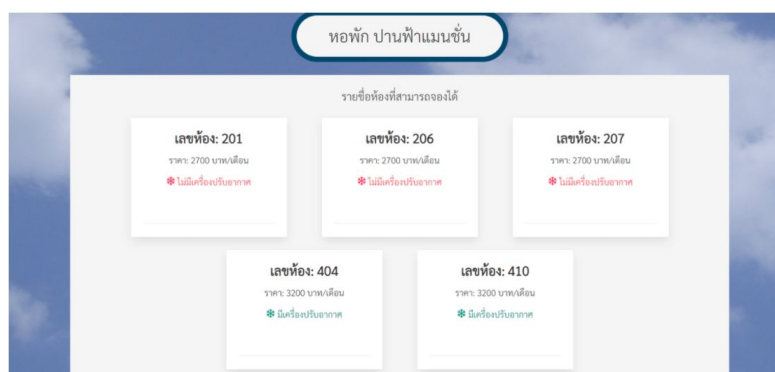 หอพัก ปานฟ้าแมนชั่น
รายชื่อห้องที่สามารถจองได้
เลขห้อง: 201
ราคา: 2700 บาท/เดือน
ไม่มีเครื่องปรับอากาศ
เลขห้อง: 206
ราคา: 2700 บาท/เดือน
ไม่มีเครื่องปรับอากาศ
เลขห้อง: 207
ราคา: 2700 บาท/เดือน
ไม่มีเครื่องปรับอากาศ
เลขห้อง: 404
ราคา: 3200 บาท/เดือน
มีเครื่องปรับอากาศ
เลขห้อง: 410
ราคา: 3200 บาท/เดือน
มีเครื่องปรับอากาศ